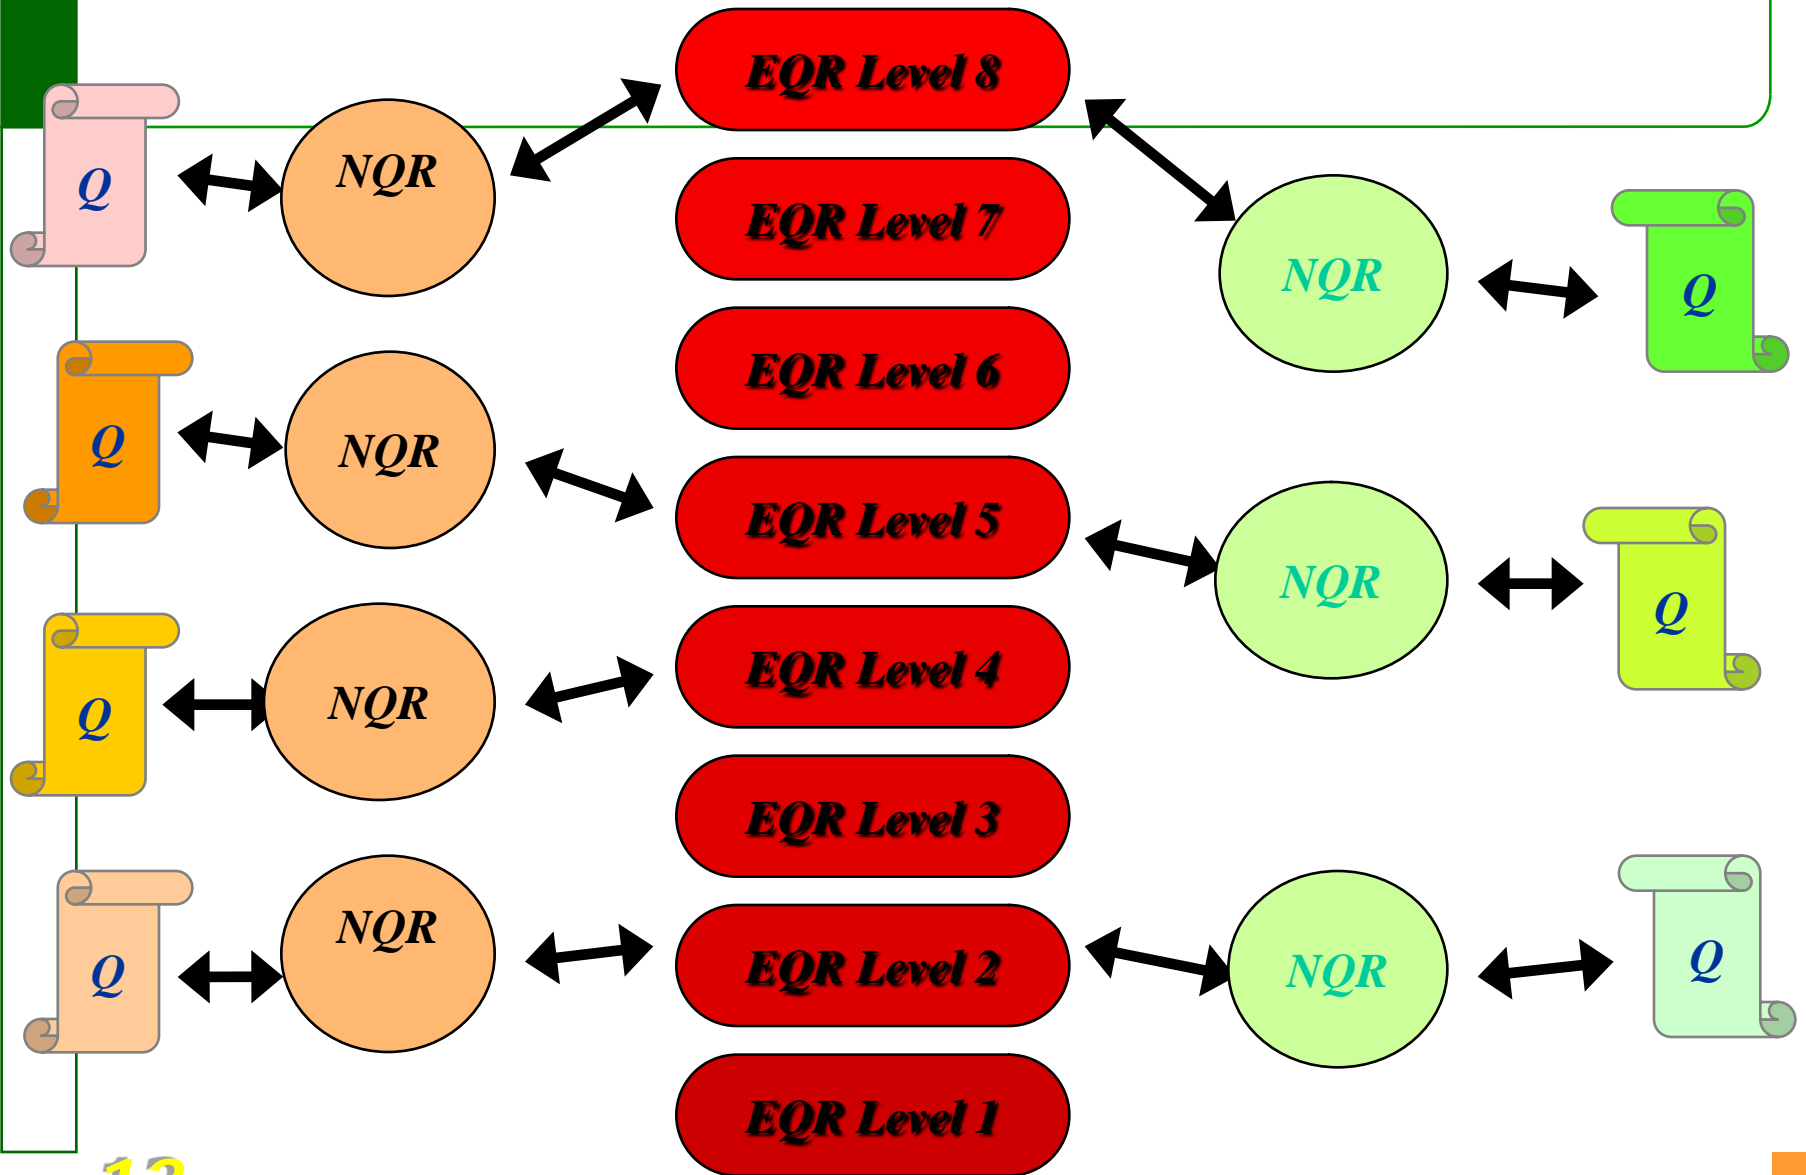 EQR Level 8
Q
NQR
EQR Level 7
NQR
Q
EQR Level 6
Q
NQR
EQR Level 5
NQR
Q
EQR Level 4
Q
NQR
EQR Level 3
NQR
EQR Level 2
NQR
Q
Q
EQR Level 1